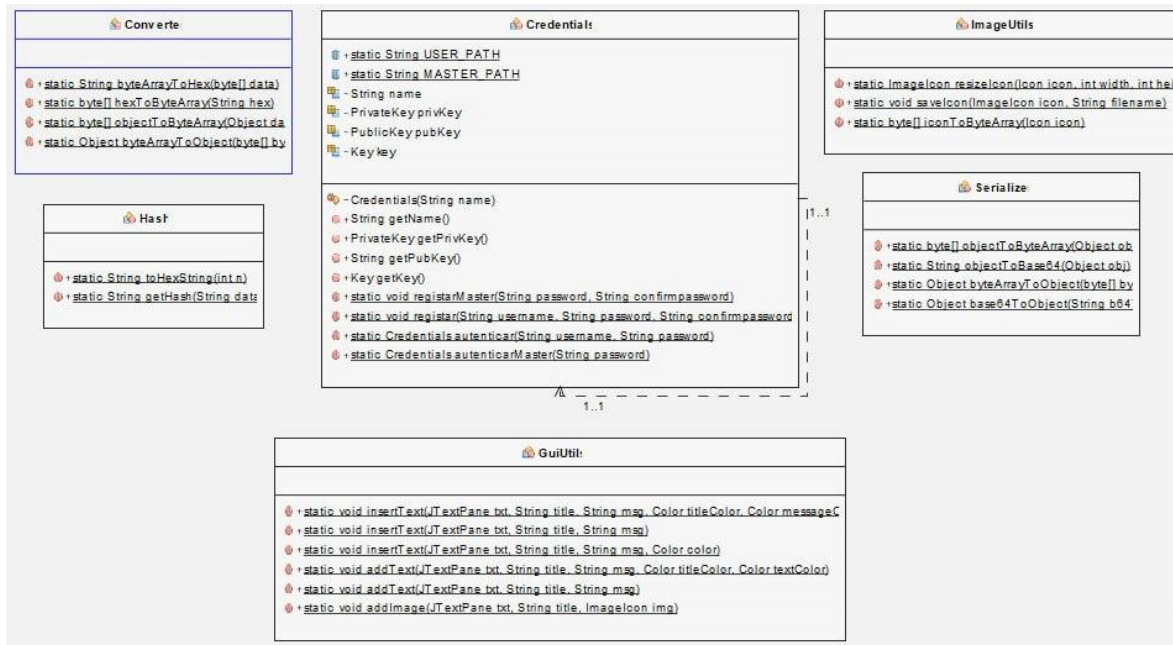 Converte
+static String byteArrayToHex(byte[] data)
+static byte[] hexToByteArray(String hex)
+static byte[] objectToByteArray(Object da
+static Object byteArrayToObject(byte[] by
Hash
+static String toHexString(int n)
+static String getHash(String data
Credentials
+static String USER_PATH
+static String MASTER_PATH
-String name
-PrivateKey privKey
-PublicKey pubKey
-Key key
-Credentials(String name)
+String getName()
+PrivateKey getPrivKey()
+String getPubKey()
+Key getKey()
+static void registarMaster(String password, String confirmpassword)
+static void registar(String username, String password, String confirmpassword
+static Credentials autenticar(String username, String password)
+static Credentials autenticarMaster(String password)
1..1
1..1
ImageUtils
+static ImageIcon resizeIcon(Icon icon, int width, int hei
+static void saveIcon(ImageIcon icon, String filename)
+static byte[] iconToByteArray(Icon icon)
Serialize
+static byte[] objectToByteArray(Object ob
+static String objectToBase64(Object obj)
+static Object byteArrayToObject(byte[] by
+static Object base64ToObject(String b64
GuiUtils
+static void insertText(JTextPane txt, String title, String msg, Color titleColor, Color messageC
+static void insertText(JTextPane txt, String title, String msg)
+static void insertText(JTextPane txt, String title, String msg, Color color)
+static void addText(JTextPane txt, String title, String msg, Color titleColor, Color textColor)
+static void addText(JTextPane txt, String title, String msg)
+static void addImage(JTextPane txt, String title, ImageIcon img)